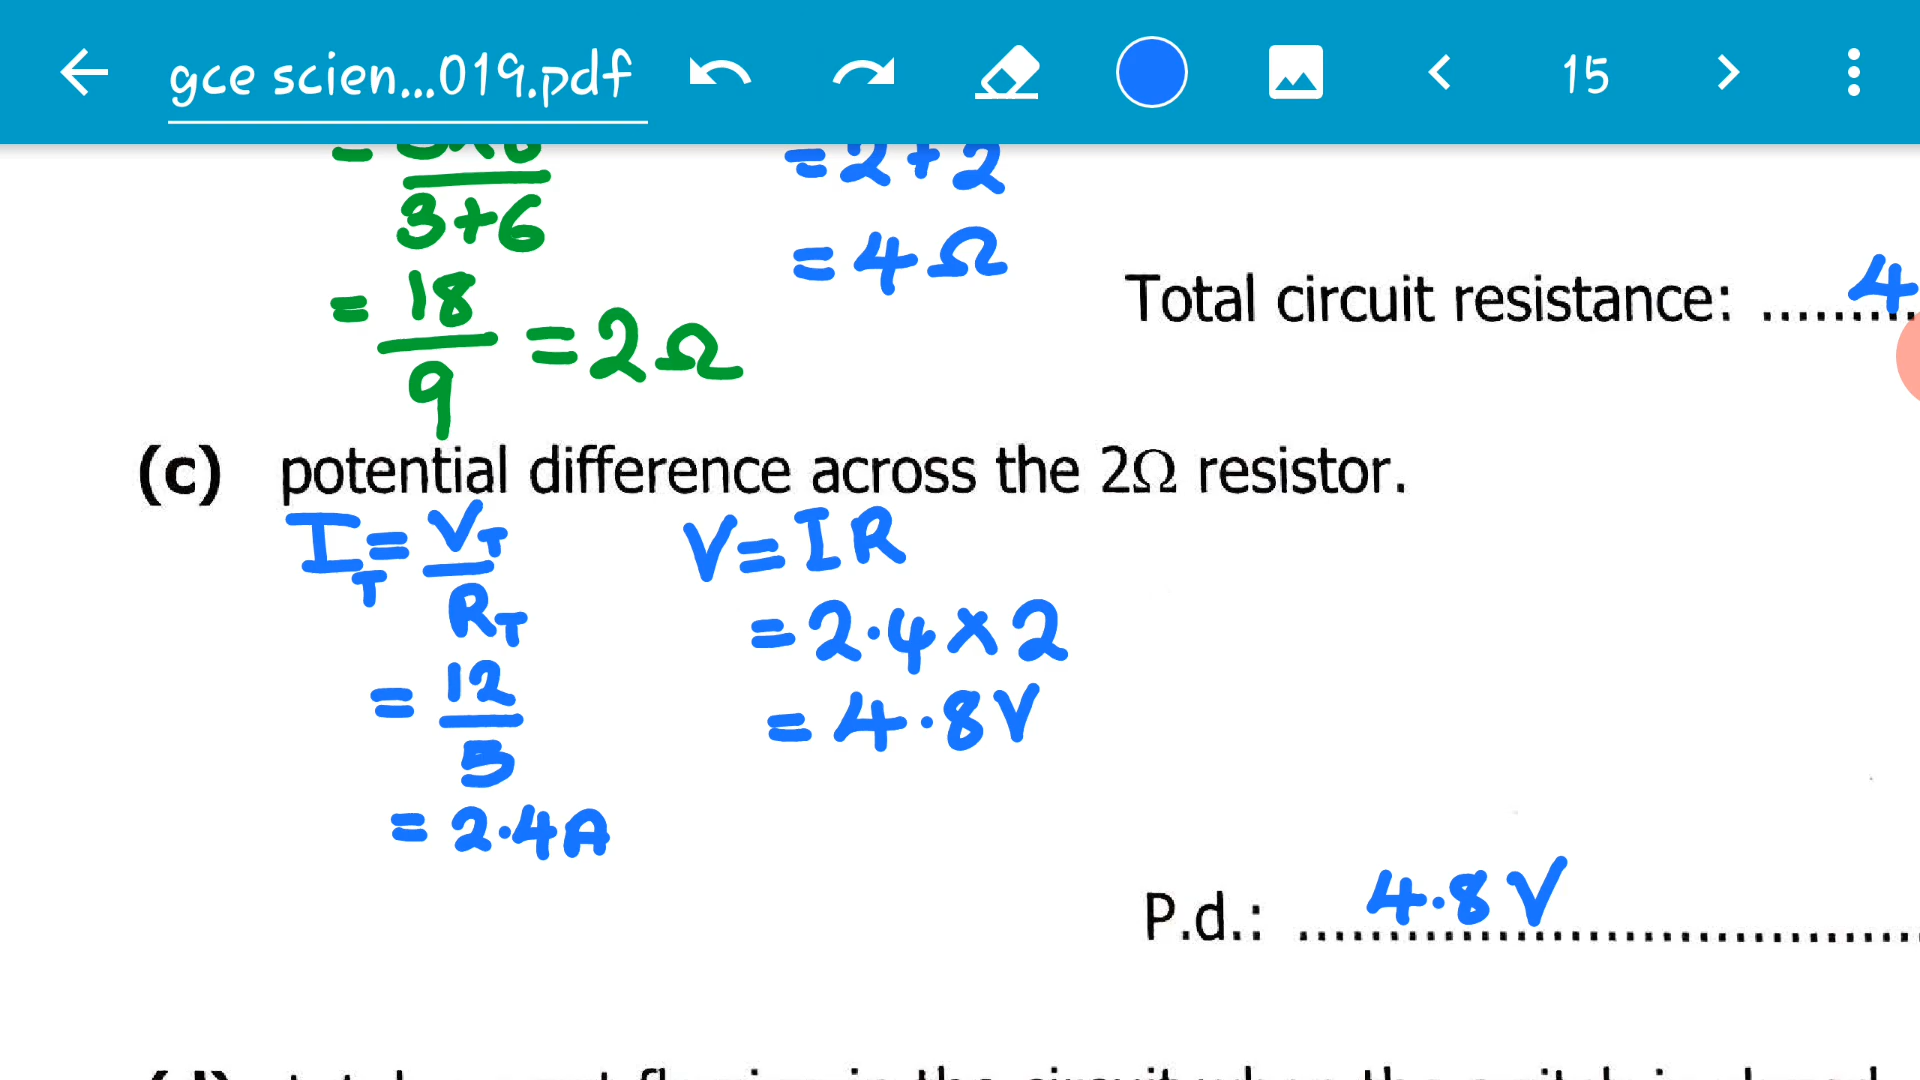 gce scien...019.pdf
15
3+6
= 18
9
= 2Ω
= 2 + 2
= 4Ω
Total circuit resistance: .........4
(c) potential difference across the 2Ω resistor.
I_T = V_T
R_T
= 12
5
= 2.4A
V = IR
= 2.4 × 2
= 4.8V
P.d.: 4.8V